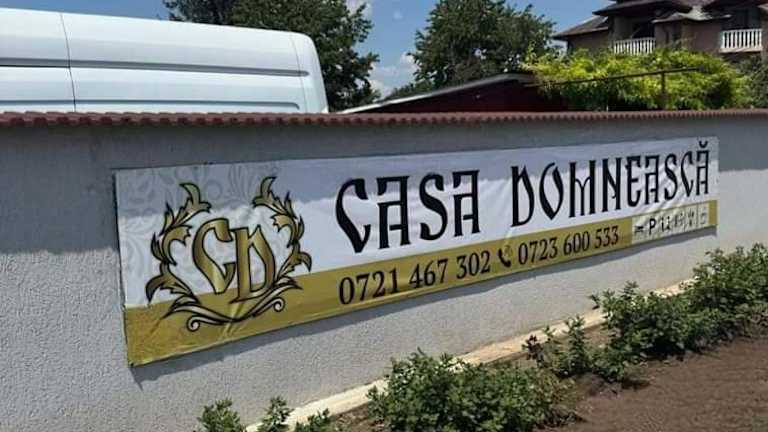 CD
CASA DOMNEASCĂ
0721 467 302 0723 600 533
P